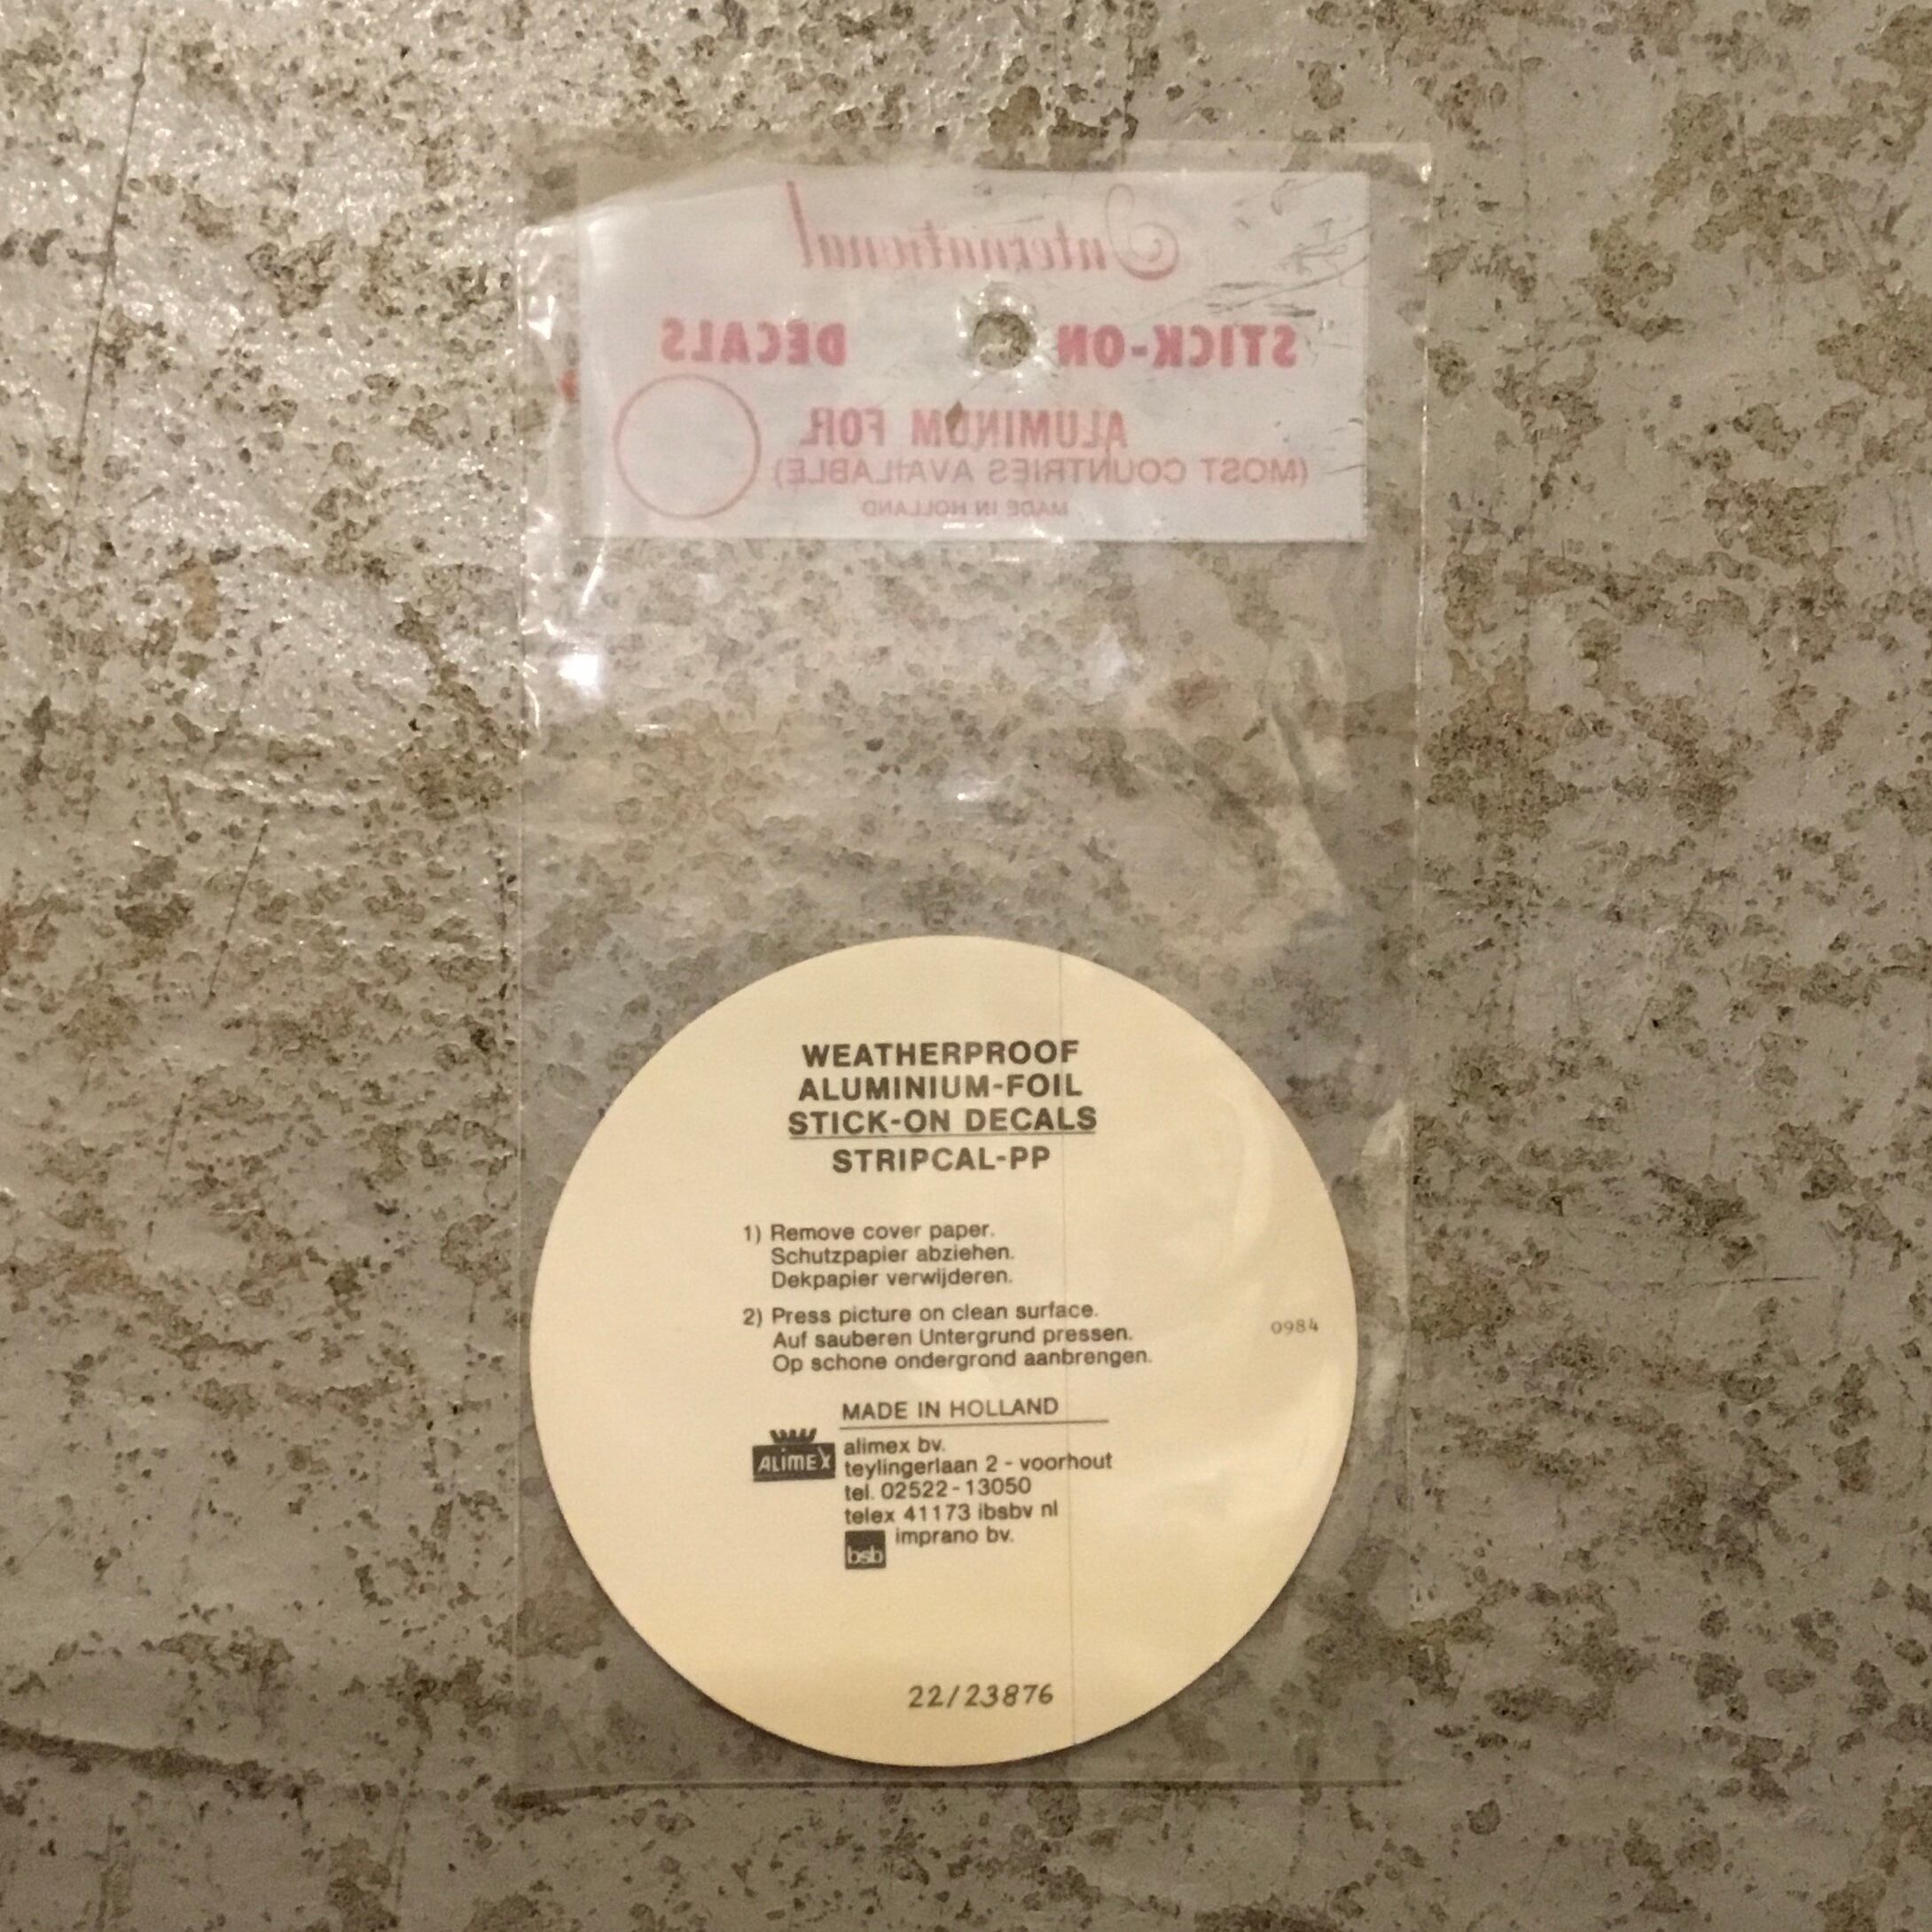 International
STICK-ON DECALS
ALUMINUM FOR
(MOST COUNTRIES AVAILABLE)
MADE IN HOLLAND
WEATHERPROOF
ALUMINIUM-FOIL
STICK-ON DECALS
STRIPCAL-PP
1) Remove cover paper.
Schutzpapier abziehen.
Dekpapier verwijderen.
2) Press picture on clean surface.
Auf sauberen Untergrund pressen.
Op schone ondergrond aanbrengen.
0984
MADE IN HOLLAND
ALIMEX
alimex bv.
teylingerlaan 2 - voorhout
tel. 02522-13050
telex 41173 ibsbv nl
bsb imprano bv.
22/23876